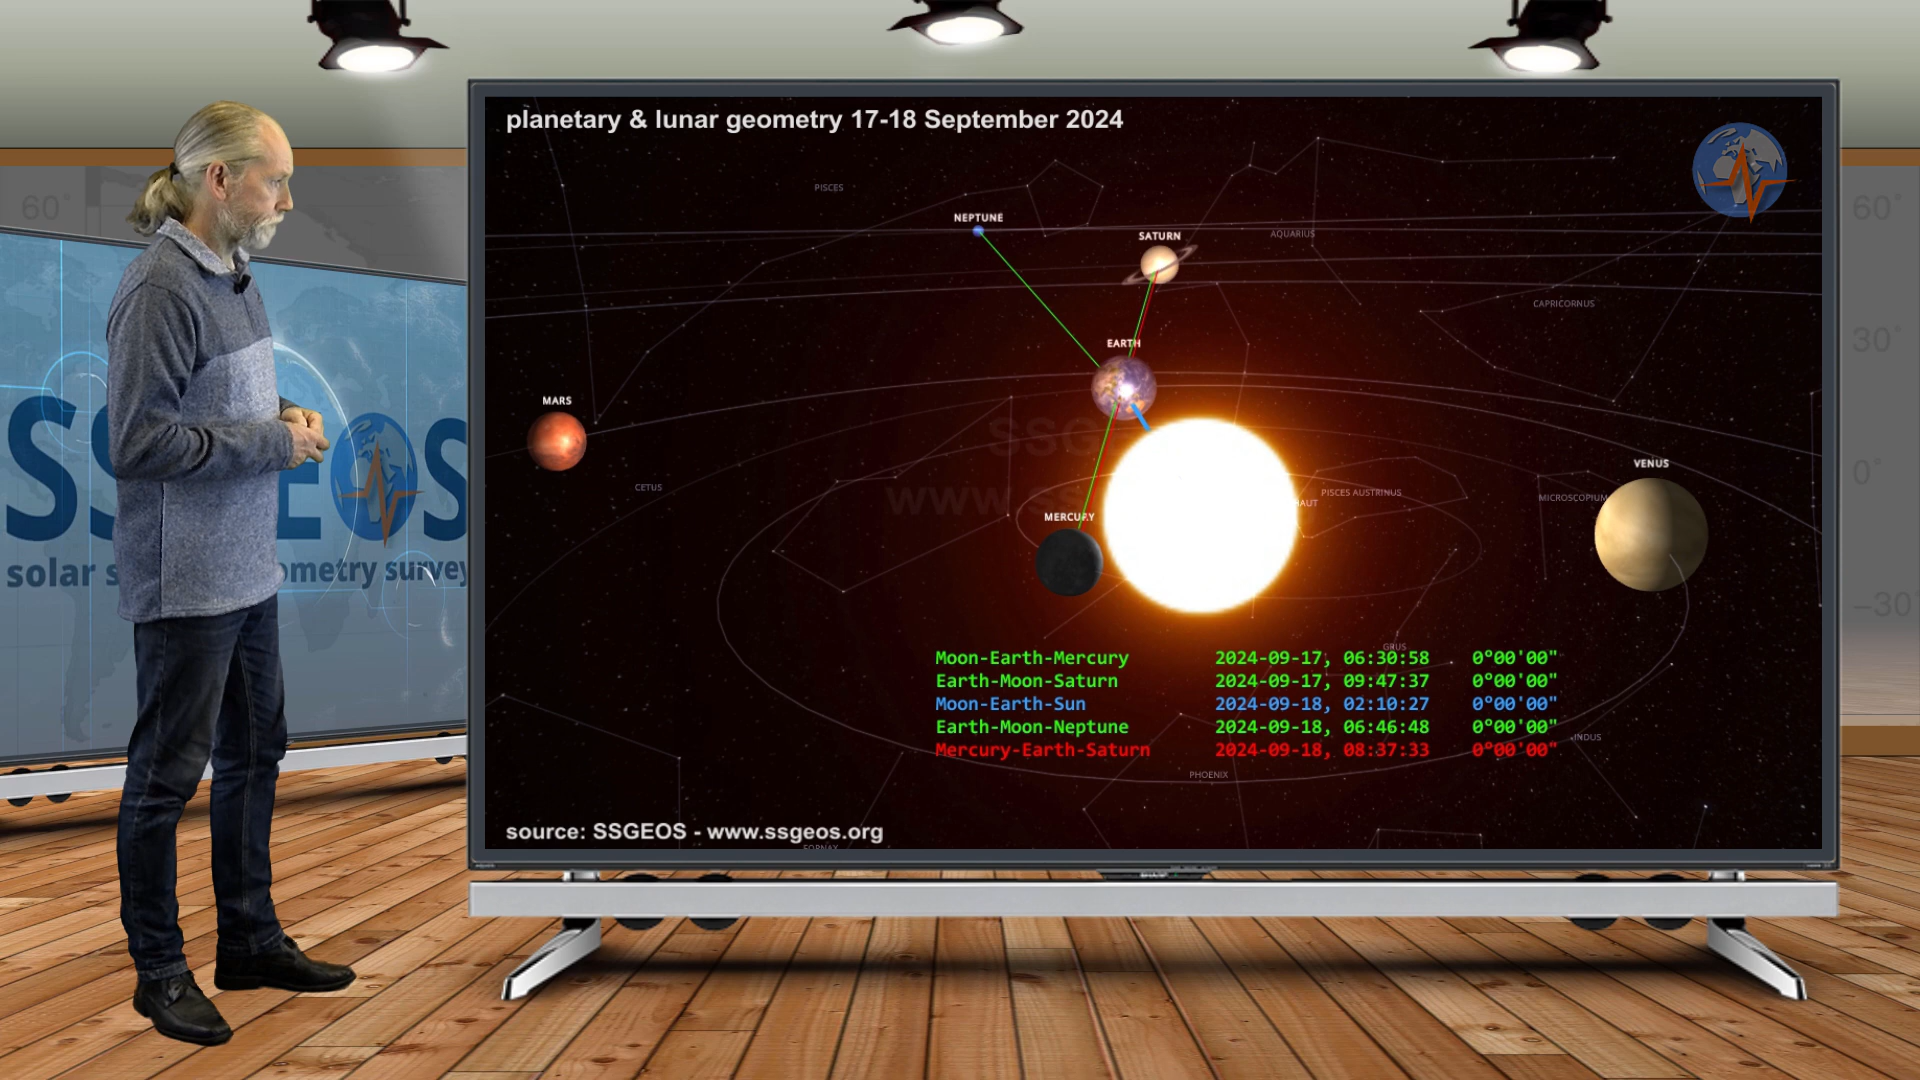 planetary & lunar geometry 17-18 September 2024
PISCES
NEPTUNE
SATURN
AQUARIUS
CAPRICORNUS
EARTH
MARS
VENUS
CETUS
PISCES AUSTRINUS
MICROSCOPIUM
MERCURY
GRUS
Moon-Earth-Mercury 2024-09-17, 06:30:58 0°00'00"
Earth-Moon-Saturn 2024-09-17, 09:47:37 0°00'00"
Moon-Earth-Sun 2024-09-18, 02:10:27 0°00'00"
Earth-Moon-Neptune 2024-09-18, 06:46:48 0°00'00"
Mercury-Earth-Saturn 2024-09-18, 08:37:33 0°00'00"
INDUS
PHOENIX
source: SSGEOS - www.ssgeos.org
60°
60°
30°
0°
-30°
SSGEOS
solar s ometry survey